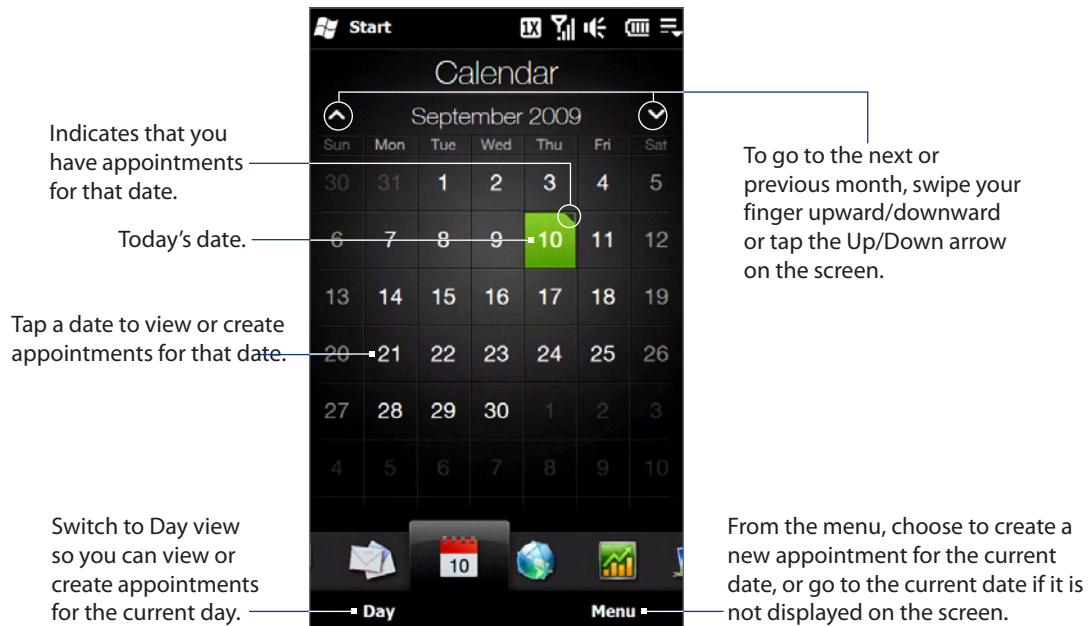 Start
1X
Calendar
September 2009
Sun Mon Tue Wed Thu Fri Sat
30 31 1 2 3 4 5
6 7 8 9 10 11 12
13 14 15 16 17 18 19
20 21 22 23 24 25 26
27 28 29 30 1 2 3
4 5 6 7 8 9 10
10
Day
Menu
Indicates that you
have appointments
for that date.
Today's date.
Tap a date to view or create
appointments for that date.
Switch to Day view
so you can view or
create appointments
for the current day.
To go to the next or
previous month, swipe your
finger upward/downward
or tap the Up/Down arrow
on the screen.
From the menu, choose to create a
new appointment for the current
date, or go to the current date if it is
not displayed on the screen.